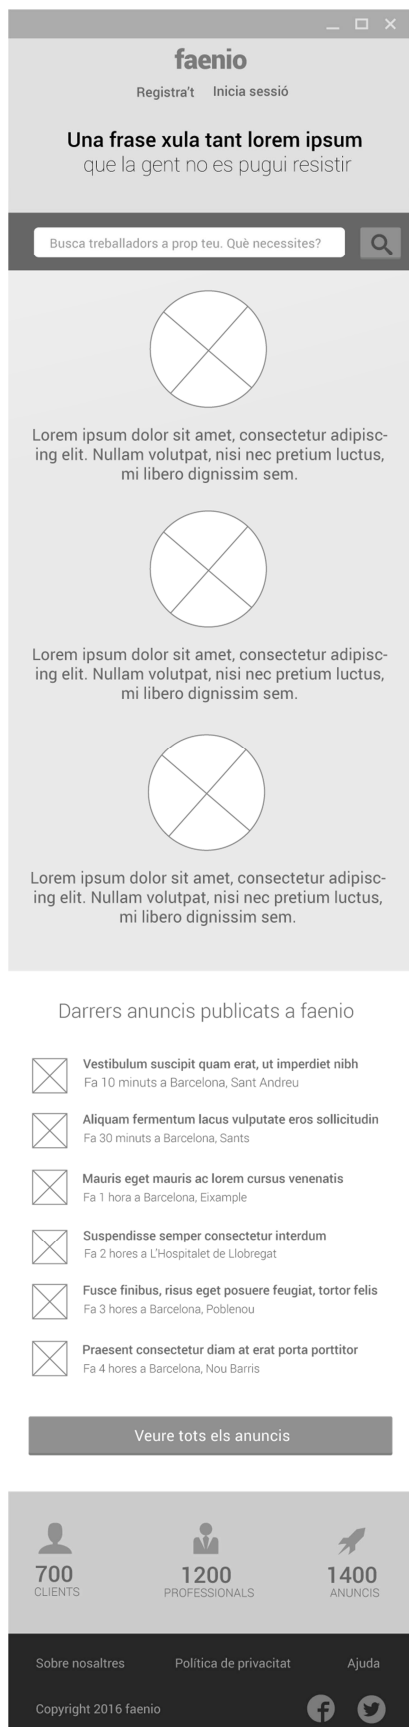 faenio
Registra't Inicia sessió
Una frase xula tant lorem ipsum
que la gent no es pugui resistir
Busca treballadors a prop teu. Què necessites?
Lorem ipsum dolor sit amet, consectetur adipisc-
ing elit. Nullam volutpat, nisi nec pretium luctus,
mi libero dignissim sem.
Lorem ipsum dolor sit amet, consectetur adipisc-
ing elit. Nullam volutpat, nisi nec pretium luctus,
mi libero dignissim sem.
Lorem ipsum dolor sit amet, consectetur adipisc-
ing elit. Nullam volutpat, nisi nec pretium luctus,
mi libero dignissim sem.
Darrers anuncis publicats a faenio
Vestibulum suscipit quam erat, ut imperdiet nibh
Fa 10 minuts a Barcelona, Sant Andreu
Aliquam fermentum lacus vulputate eros sollicitudin
Fa 30 minuts a Barcelona, Sants
Mauris eget mauris ac lorem cursus venenatis
Fa 1 hora a Barcelona, Eixample
Suspendisse semper consectetur interdum
Fa 2 hores a L'Hospitalet de Llobregat
Fusce finibus, risus eget posuere feugiat, tortor felis
Fa 3 hores a Barcelona, Poblenou
Praesent consectetur diam at erat porta porttitor
Fa 4 hores a Barcelona, Nou Barris
Veure tots els anuncis
700 1200 1400
CLIENTS PROFESSIONALS ANUNCIS
Sobre nosaltres Política de privacitat Ajuda
Copyright 2016 faenio